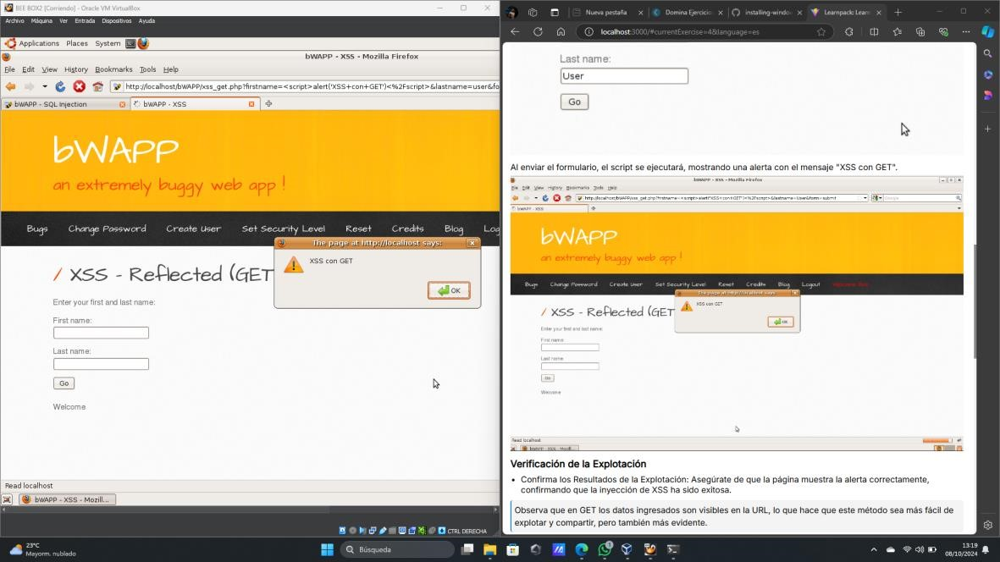 BEE BOX2 [Corriendo] - Oracle VM VirtualBox
Archivo Máquina Ver Entrada Dispositivos Ayuda
Applications Places System
bWAPP - XSS - Mozilla Firefox
File Edit View History Bookmarks Tools Help
http://localhost/bWAPP/xss_get.php?firstname=<script>alert('XSS+con+GET')<%2Fscript>&lastname=user&fo
bWAPP - SQL Injection
bWAPP - XSS
bWAPP
an extremely buggy web app !
Bugs Change Password Create User Set Security Level Reset Credits Blog Log
The page at http://localhost says:
XSS con GET
OK
/ XSS - Reflected (GET
Enter your first and last name:
First name:
Last name:
Go
Welcome
Read localhost
bWAPP - XSS - Mozill...
CTRL DERECHA
Nueva pestaña
Domina Ejercicio
installing-windo
Learnpack: Learn
localhost:3000/#currentExercise=4&language=es
Last name:
User
Go
Al enviar el formulario, el script se ejecutará, mostrando una alerta con el mensaje "XSS con GET".
bWAPP - XSS - Mozilla Firefox
File Edit View History Bookmarks Tools Help
http://localhost/bWAPP/xss_get.php?firstname=<script>alert('XSS+con+GET')<%2Fscript>&lastname=User&form=submit
Google
bWAPP - XSS
bWAPP
an extremely buggy web app !
Bugs Change Password Create User Set Security Level Reset Credits Blog Logout Welcome Bee
The page at http://localhost says:
XSS con GET
OK
/ XSS - Reflected (GET
Enter your first and last name:
First name:
Last name:
Go
Welcome
Read localhost
bWAPP - XSS - Mozill...
Verificación de la Explotación
• Confirma los Resultados de la Explotación: Asegúrate de que la página muestra la alerta correctamente,
confirmando que la inyección de XSS ha sido exitosa.
Observa que en GET los datos ingresados son visibles en la URL, lo que hace que este método sea más fácil de
explotar y compartir, pero también más evidente.
23°C
Mayorm. nublado
Búsqueda
13:19
08/10/2024